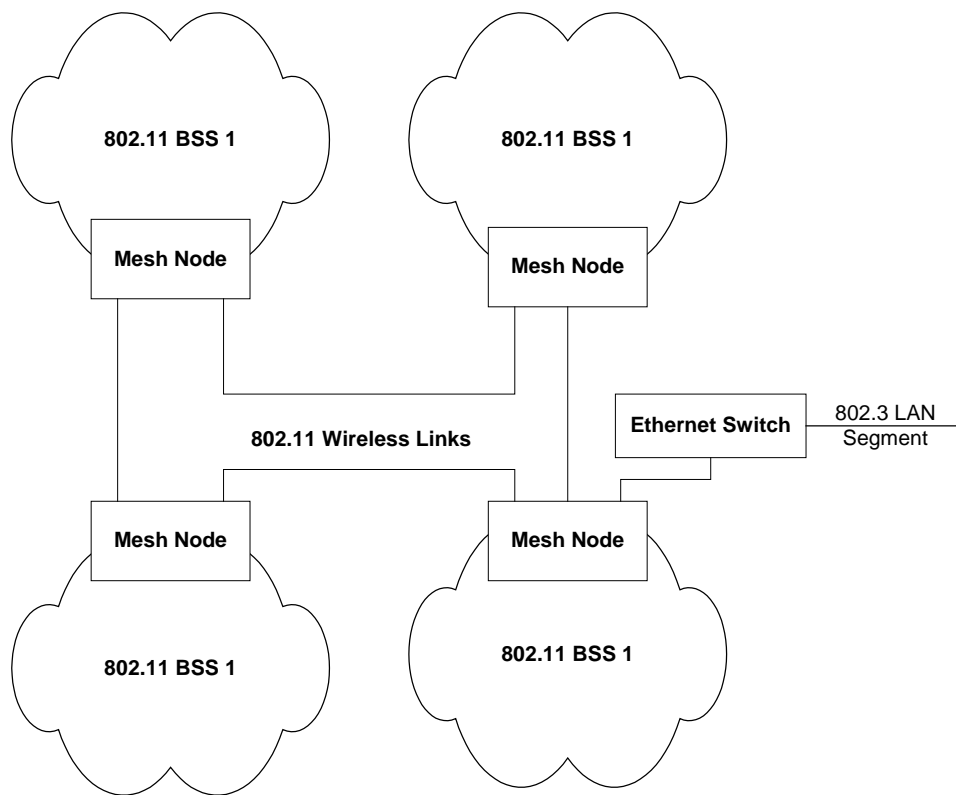 802.11 BSS 1
802.11 BSS 1
Mesh Node
Mesh Node
802.11 Wireless Links
Ethernet Switch
802.3 LAN
Segment
Mesh Node
Mesh Node
802.11 BSS 1
802.11 BSS 1